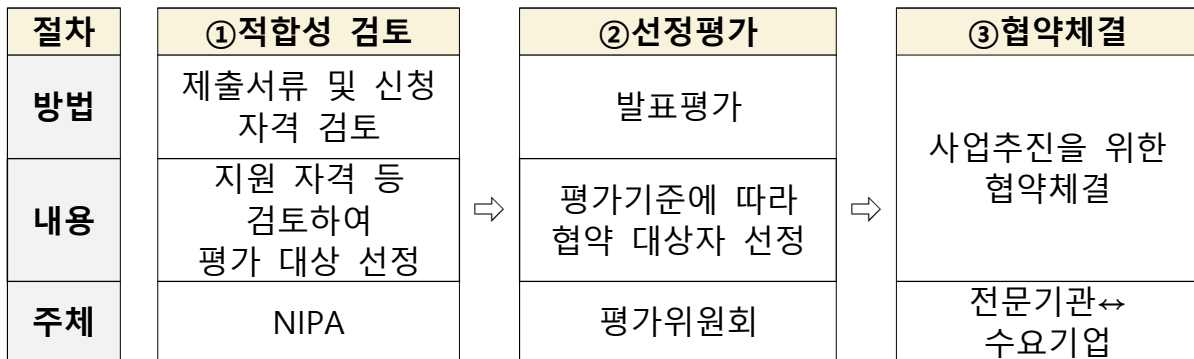 절차 ①적합성 검토 ②선정평가 ③협약체결
방법
제출서류 및 신청
자격 검토
발표평가
사업추진을 위한
협약체결
내용
지원 자격 등
검토하여
평가 대상 선정
⇨
평가기준에 따라
협약 대상자 선정
⇨
주체
NIPA
평가위원회
전문기관↔
수요기업